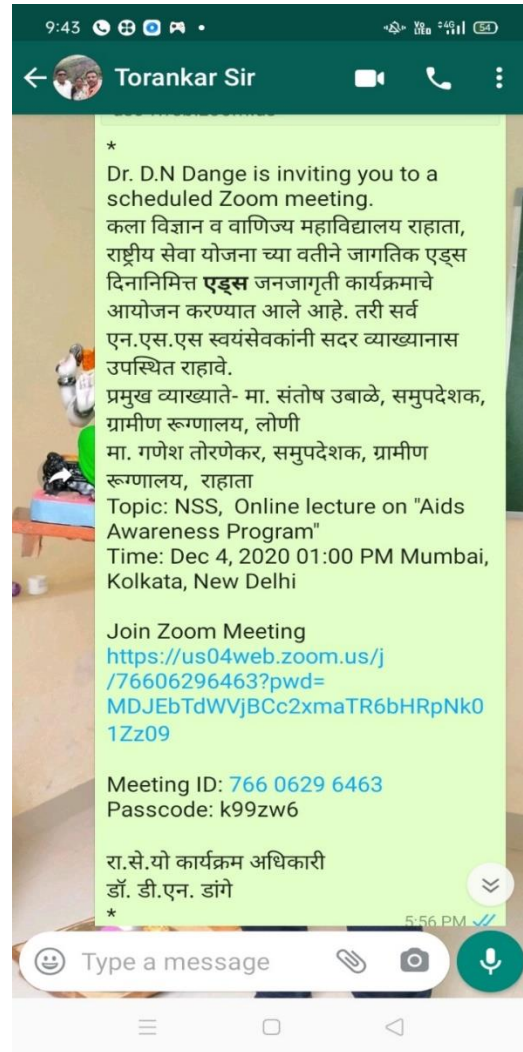 9:43
54
Torankar Sir
*
Dr. D.N Dange is inviting you to a
scheduled Zoom meeting.
कला विज्ञान व वाणिज्य महाविद्यालय राहाता,
राष्ट्रीय सेवा योजना च्या वतीने जागतिक एड्स
दिनानिमित्त एड्स जनजागृती कार्यक्रमाचे
आयोजन करण्यात आले आहे. तरी सर्व
एन.एस.एस स्वयंसेवकांनी सदर व्याख्यानास
उपस्थित राहावे.
प्रमुख व्याख्याते- मा. संतोष उबाळे, समुपदेशक,
ग्रामीण रूग्णालय, लोणी
मा. गणेश तोरणेकर, समुपदेशक, ग्रामीण
रूग्णालय, राहाता
Topic: NSS, Online lecture on "Aids
Awareness Program"
Time: Dec 4, 2020 01:00 PM Mumbai,
Kolkata, New Delhi
Join Zoom Meeting
https://us04web.zoom.us/j
/76606296463?pwd=
MDJEbTdWVjBCc2xmaTR6bHRpNk0
1Zz09
Meeting ID: 766 0629 6463
Passcode: k99zw6
रा.से.यो कार्यक्रम अधिकारी
डॉ. डी.एन. डांगे
*
5:56 PM
Type a message